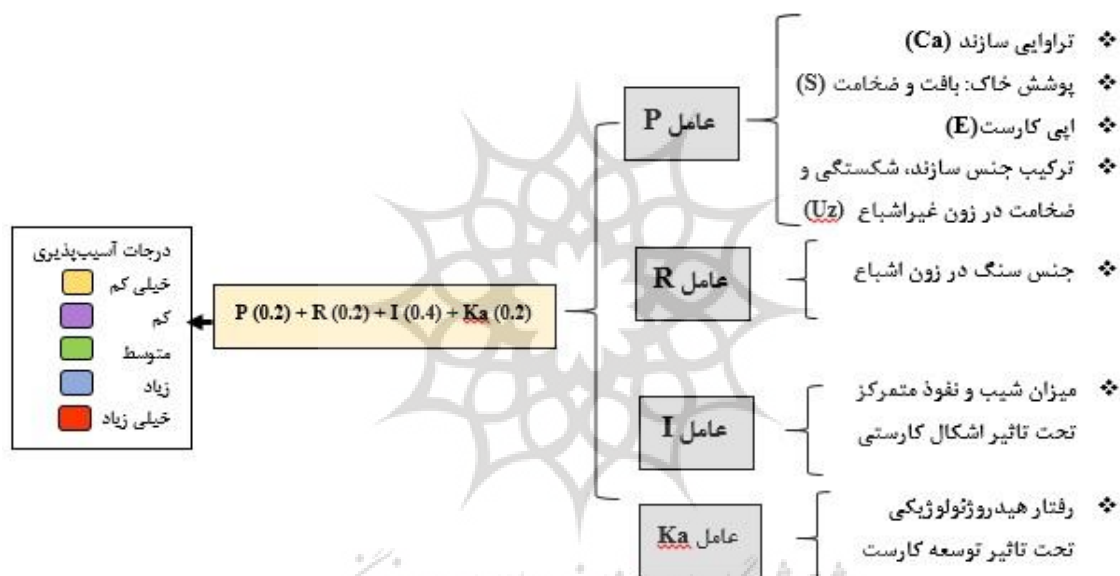 تراوایی سازند (Ca)
پوشش خاک: بافت و ضخامت (S)
اپی کارست(E)
ترکیب جنس سازند، شکستگی و
ضخامت در زون غیراشباع (Uz)
عامل P
جنس سنگ در زون اشباع
عامل R
میزان شیب و نفوذ متمرکز
تحت تاثیر اشکال کارستی
عامل I
رفتار هیدروژئولوژیکی
تحت تاثیر توسعه کارست
عامل Ka
P (0.2) + R (0.2) + I (0.4) + Ka (0.2)
درجات آسیب‌پذیری
خیلی کم
کم
متوسط
زیاد
خیلی زیاد